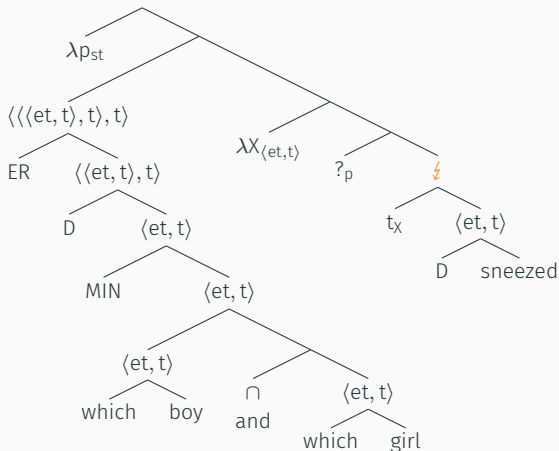 λp_st
⟨⟨⟨et, t⟩, t⟩, t⟩
λX_⟨et,t⟩
?_p
↯
ER
⟨⟨et, t⟩, t⟩
t_X
⟨et, t⟩
D
⟨et, t⟩
D
sneezed
MIN
⟨et, t⟩
⟨et, t⟩
∩
and
⟨et, t⟩
which
boy
which
girl